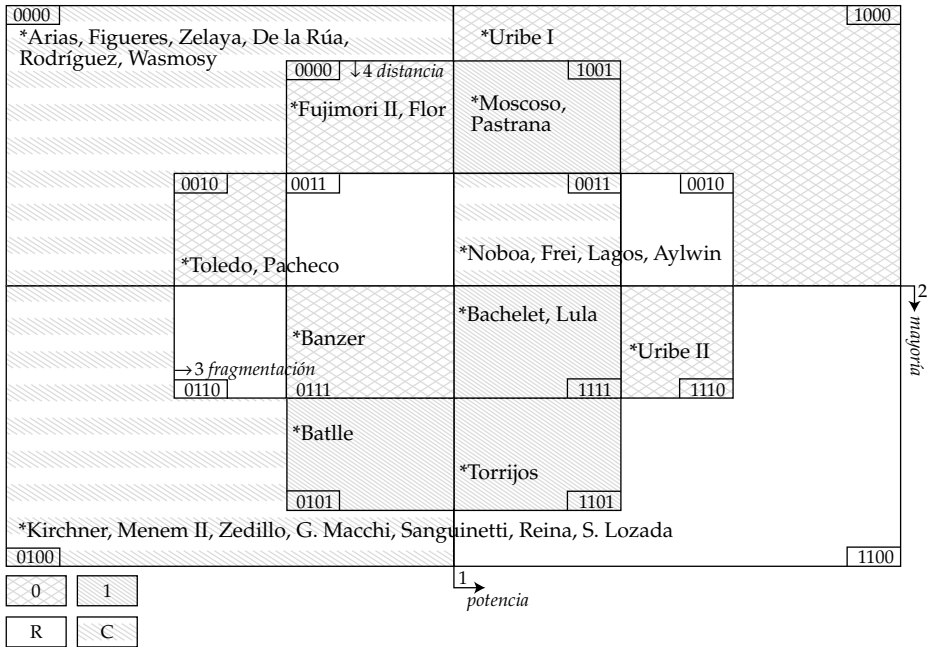 0000
1000
*Arias, Figueres, Zelaya, De la Rúa,
Rodríguez, Wasmosy
*Uribe I
0000
↓4 distancia
1001
*Fujimori II, Flor
*Moscoso,
Pastrana
0010
0011
0011
0010
*Toledo, Pacheco
*Noboa, Frei, Lagos, Aylwin
2
mayoría
*Banzer
*Bachelet, Lula
*Uribe II
→3 fragmentación
0110
0111
1111
1110
*Batlle
*Torrijos
0101
1101
*Kirchner, Menem II, Zedillo, G. Macchi, Sanguinetti, Reina, S. Lozada
0100
1100
1
potencia
0
1
R
C